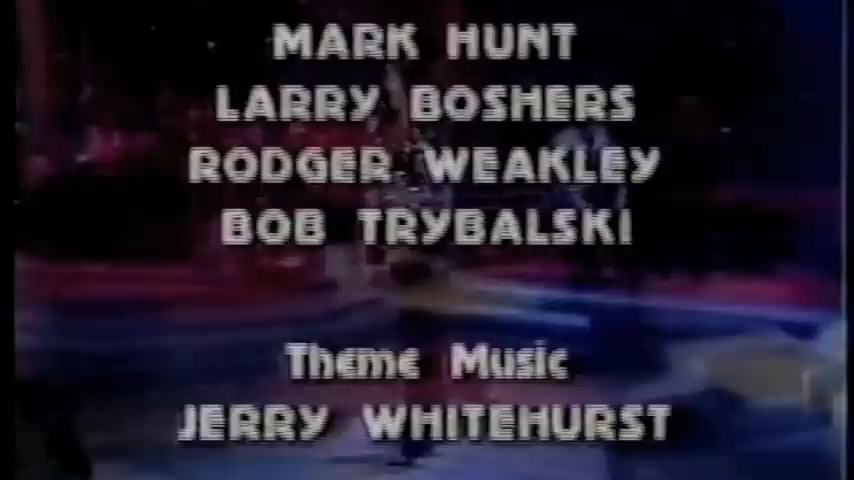 MARK HUNT
LARRY BOSHERS
RODGER WEAKLEY
BOB TRYBALSKI
Theme Music
JERRY WHITEHURST